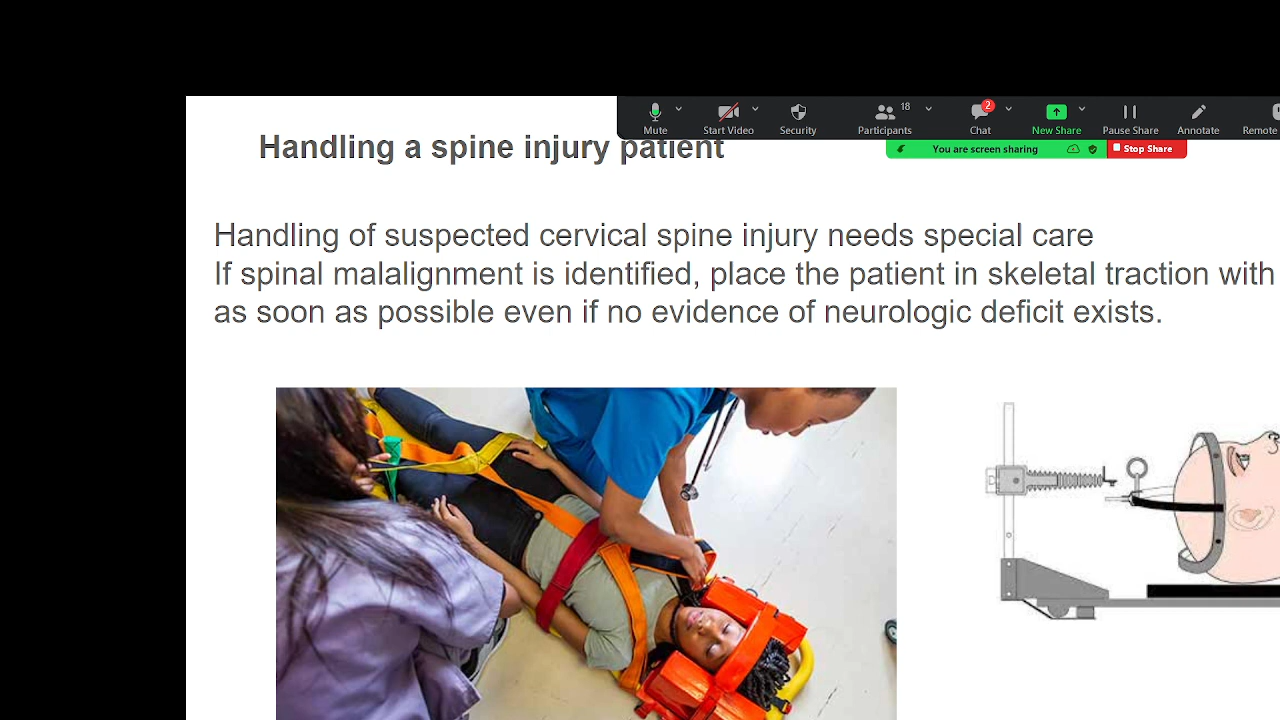 18
2
Mute
Start Video
Security
Participants
Chat
New Share
Pause Share
Annotate
Remote
You are screen sharing
Stop Share
Handling a spine injury patient
Handling of suspected cervical spine injury needs special care
If spinal malalignment is identified, place the patient in skeletal traction with
as soon as possible even if no evidence of neurologic deficit exists.